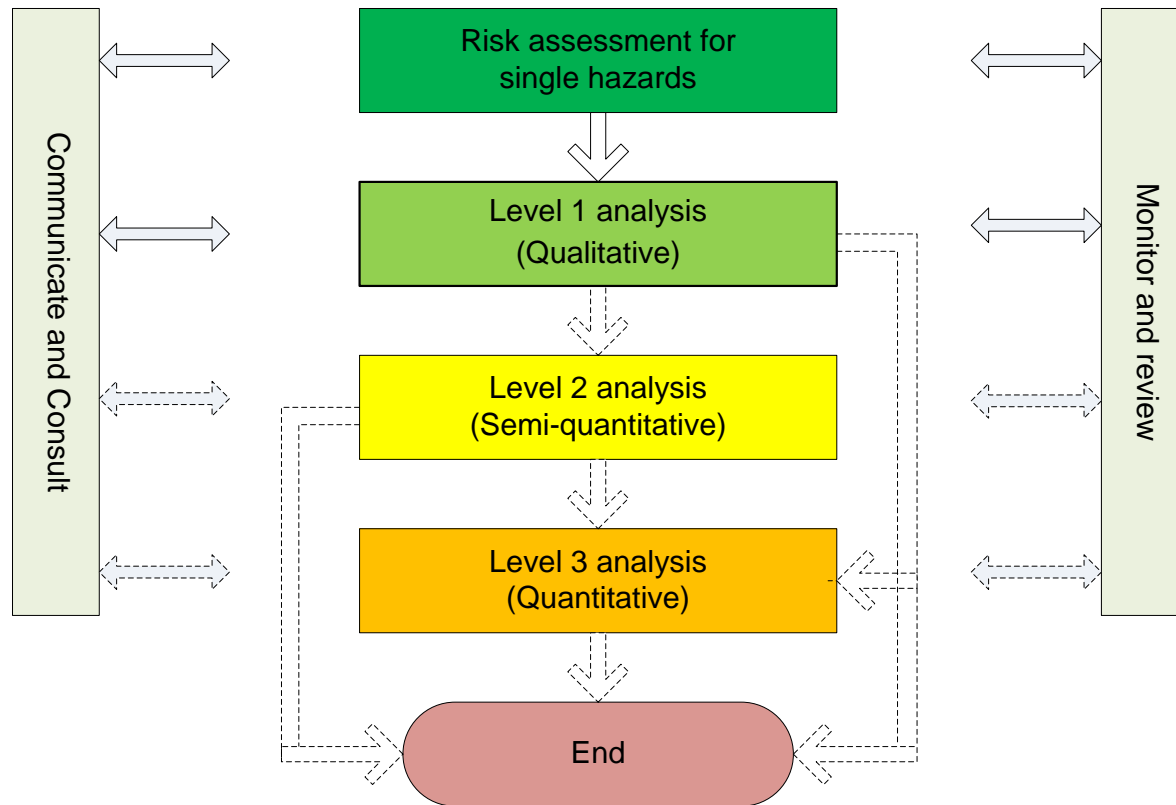 Risk assessment for
single hazards
Communicate and Consult
Monitor and review
Level 1 analysis
(Qualitative)
Level 2 analysis
(Semi-quantitative)
Level 3 analysis
(Quantitative)
End